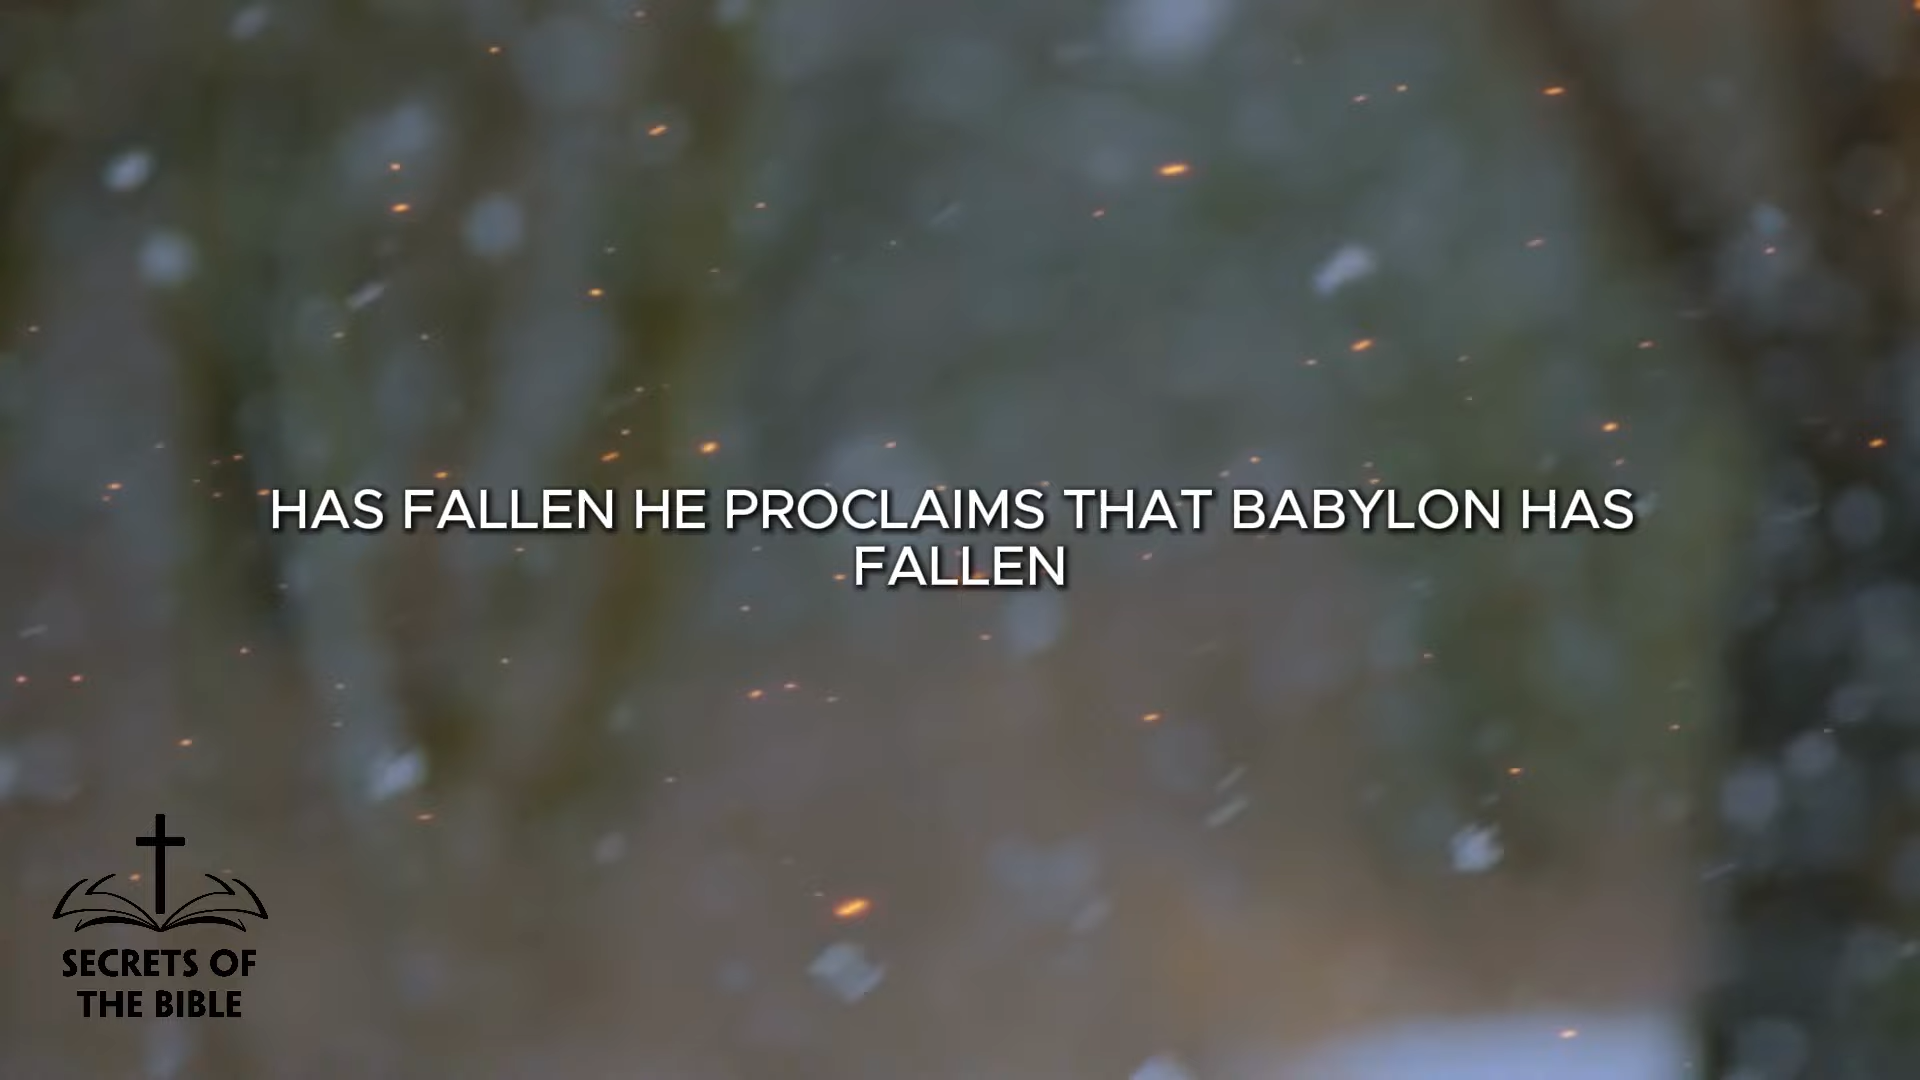 HAS FALLEN HE PROCLAIMS THAT BABYLON HAS
FALLEN
SECRETS OF
THE BIBLE